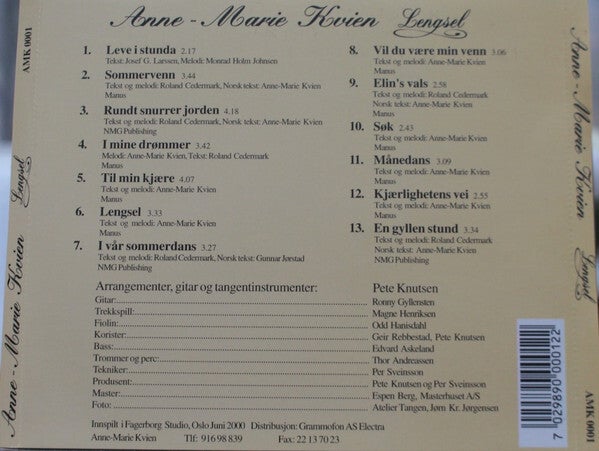 Anne-Marie Kvien Lengsel
1. Leve i stunda 2.17
Tekst: Josef G. Larssen, Melodi: Monrad Holm Johnsen
2. Sommervenn 3.44
Tekst og melodi: Roland Cedermark, Norsk tekst: Anne-Marie Kvien
Manus
3. Rundt snurrer jorden 4.18
Tekst og melodi: Roland Cedermark, Norsk tekst: Anne-Marie Kvien
NMG Publishing
4. I mine drømmer 3.42
Melodi: Anne-Marie Kvien, Tekst: Roland Cedermark
Manus
5. Til min kjære 4.07
Tekst og melodi: Anne-Marie Kvien
Manus
6. Lengsel 3.33
Tekst og melodi: Anne-Marie Kvien
Manus
7. I vår sommerdans 3.27
Tekst og melodi: Roland Cedermark, Norsk tekst: Gunnar Jørstad
NMG Publishing
8. Vil du være min venn 3.06
Tekst og melodi: Anne-Marie Kvien
Manus
9. Elin's vals 2.58
Tekst og melodi: Roland Cedermark
Norsk tekst: Anne-Marie Kvien
Manus
10. Søk 2.43
Tekst og melodi: Anne-Marie Kvien
Manus
11. Månedans 3.09
Tekst og melodi: Anne-Marie Kvien
Manus
12. Kjærlighetens vei 2.55
Tekst og melodi: Anne-Marie Kvien
Manus
13. En gyllen stund 3.34
Tekst og melodi: Roland Cedermark
Norsk tekst: Anne-Marie Kvien
NMG Publishing
Arrangementer, gitar og tangentinstrumenter: Pete Knutsen
Gitar: Ronny Gyllensten
Trekkspill: Magne Henriksen
Fiolin: Odd Hanisdahl
Korister: Geir Rebbestad, Pete Knutsen
Bass: Edvard Askeland
Trommer og perc: Thor Andreassen
Tekniker: Per Sveinsson
Produsent: Pete Knutsen og Per Sveinsson
Master: Espen Berg, Masterhuset A/S
Foto: Atelier Tangen, Jørn Kr. Jørgensen
Innspilt i Fagerborg Studio, Oslo Juni 2000 Distribusjon: Grammofon AS Electra
Anne-Marie Kvien Tlf: 916 98 839 Fax: 22 13 70 23
7 029890 000122
AMK 0001
Lengsel
Anne-Marie Kvien
Anne-Marie Kvien
Lengsel
AMK 0001